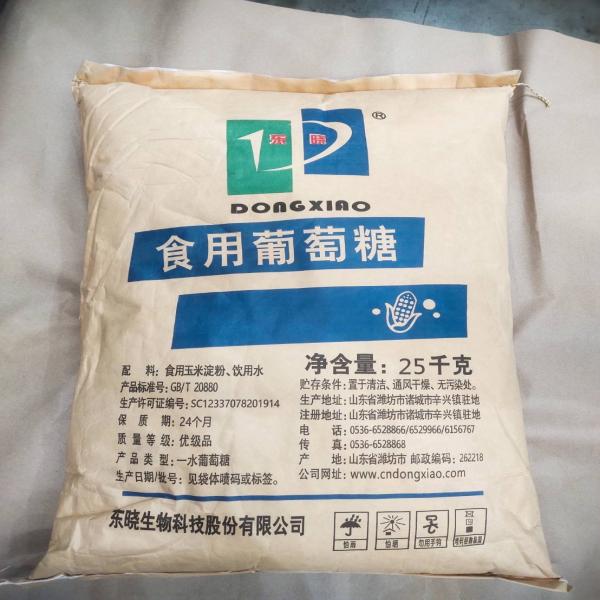 东 晓 ®
DONGXIAO
食用葡萄糖
配 料：食用玉米淀粉、饮用水
产品标准号：GB/T 20880
生产许可证编号：SC12337078201914
保 质 期：24个月
质 量 等 级：优级品
产 品 类 型：一水葡萄糖
生产日期/批号：见袋体喷码或标签。
净含量：25千克
贮存条件：置于清洁、通风干燥、无污染处。
生产地址：山东省潍坊市诸城市辛兴镇驻地
注册地址：山东省潍坊市诸城市辛兴镇驻地
电 话：0536-6528866/6529966/6156767
传 真：0536-6528868
产 地：山东省潍坊市 邮政编码：262218
公司网址：www.cndongxiao.com
东晓生物科技股份有限公司
怕雨
怕晒
勿用手钩